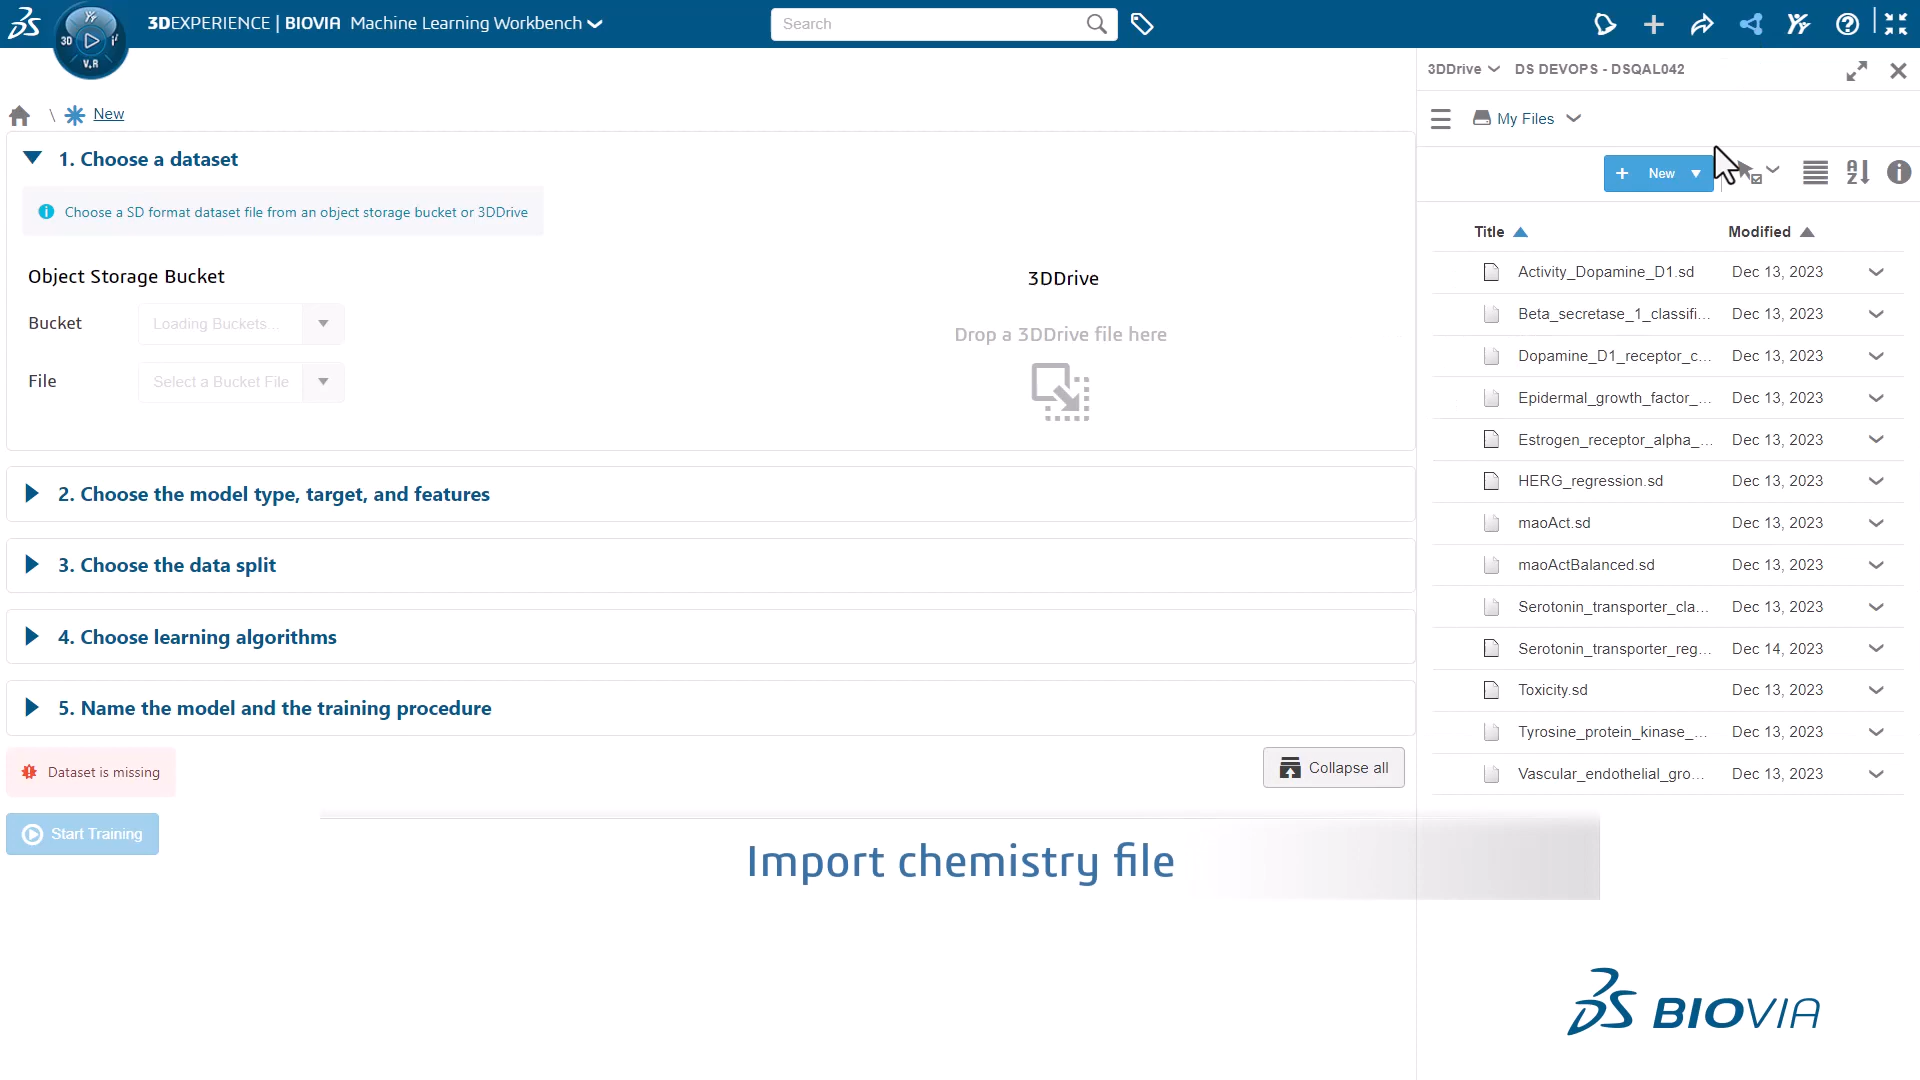 3DEXPERIENCE | BIOVIA Machine Learning Workbench
3D
V.R
Search
3DDrive
DS DEVOPS - DSQAL042
My Files
New
\ New
1. Choose a dataset
Choose a SD format dataset file from an object storage bucket or 3DDrive
Object Storage Bucket
Bucket
Loading Buckets...
File
Select a Bucket File
3DDrive
Drop a 3DDrive file here
2. Choose the model type, target, and features
3. Choose the data split
4. Choose learning algorithms
5. Name the model and the training procedure
Dataset is missing
Collapse all
Start Training
Title Modified
Activity_Dopamine_D1.sd Dec 13, 2023
Beta_secretase_1_classifi... Dec 13, 2023
Dopamine_D1_receptor_c... Dec 13, 2023
Epidermal_growth_factor_... Dec 13, 2023
Estrogen_receptor_alpha_... Dec 13, 2023
HERG_regression.sd Dec 13, 2023
maoAct.sd Dec 13, 2023
maoActBalanced.sd Dec 13, 2023
Serotonin_transporter_cla... Dec 13, 2023
Serotonin_transporter_reg... Dec 14, 2023
Toxicity.sd Dec 13, 2023
Tyrosine_protein_kinase_... Dec 13, 2023
Vascular_endothelial_gro... Dec 13, 2023
Import chemistry file
BIOVIA